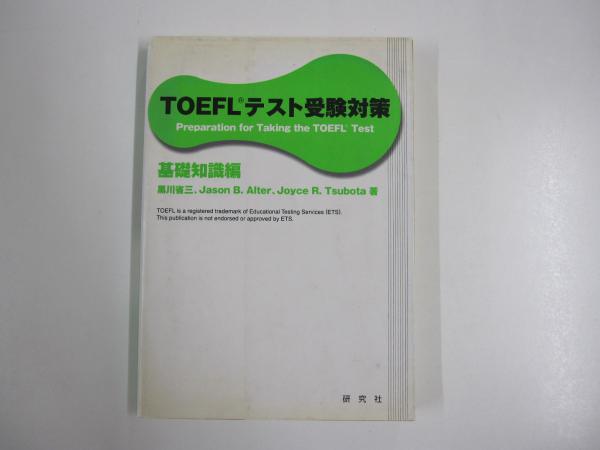 TOEFL®テスト受験対策
Preparation for Taking the TOEFL® Test
基礎知識編
黒川省三、Jason B. Alter、Joyce R. Tsubota 著
TOEFL is a registered trademark of Educational Testing Services (ETS).
This publication is not endorsed or approved by ETS.
研究社